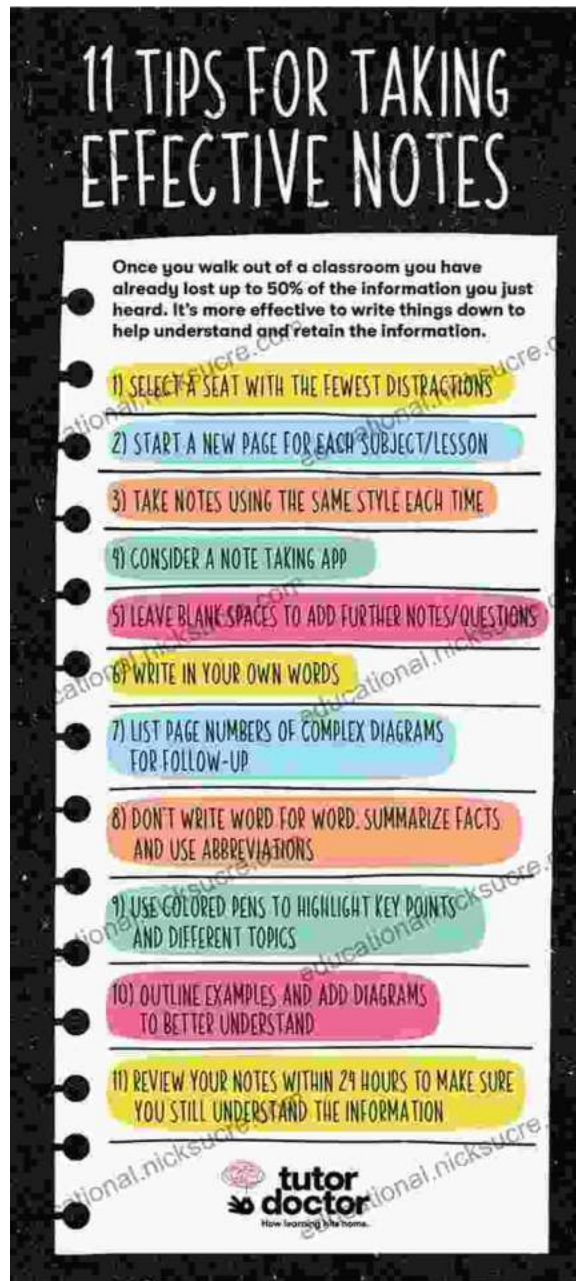 11 TIPS FOR TAKING
EFFECTIVE NOTES
Once you walk out of a classroom you have
already lost up to 50% of the information you just
heard. It's more effective to write things down to
help understand and retain the information.
1) SELECT A SEAT WITH THE FEWEST DISTRACTIONS
2) START A NEW PAGE FOR EACH SUBJECT/LESSON
3) TAKE NOTES USING THE SAME STYLE EACH TIME
4) CONSIDER A NOTE TAKING APP
5) LEAVE BLANK SPACES TO ADD FURTHER NOTES/QUESTIONS
6) WRITE IN YOUR OWN WORDS
7) LIST PAGE NUMBERS OF COMPLEX DIAGRAMS
FOR FOLLOW-UP
8) DON'T WRITE WORD FOR WORD. SUMMARIZE FACTS
AND USE ABBREVIATIONS
9) USE COLORED PENS TO HIGHLIGHT KEY POINTS
AND DIFFERENT TOPICS
10) OUTLINE EXAMPLES AND ADD DIAGRAMS
TO BETTER UNDERSTAND
11) REVIEW YOUR NOTES WITHIN 24 HOURS TO MAKE SURE
YOU STILL UNDERSTAND THE INFORMATION
tutor
doctor
How learning hits home.
educational.nicksucre.com